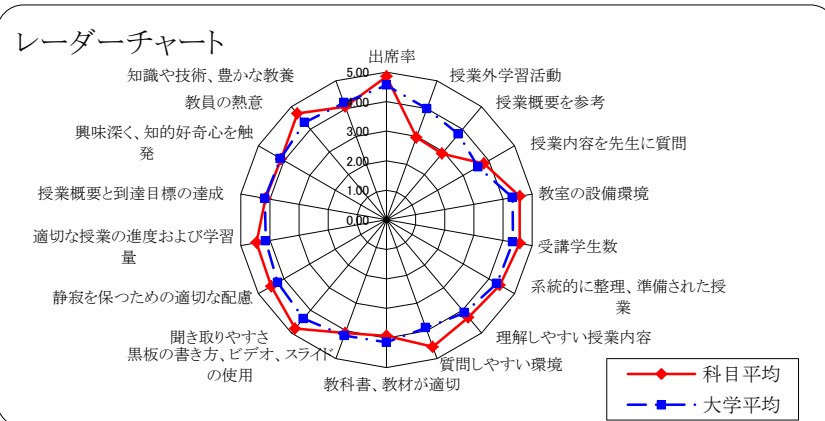 レーダーチャート
出席率
授業外学習活動
授業概要を参考
授業内容を先生に質問
教室の設備環境
受講学生数
系統的に整理、準備された授
業
理解しやすい授業内容
質問しやすい環境
教科書、教材が適切
黒板の書き方、ビデオ、スライド
の使用
聞き取りやすさ
静寂を保つための適切な配慮
適切な授業の進度および学習
量
授業概要と到達目標の達成
興味深く、知的好奇心を触
発
教員の熱意
知識や技術、豊かな教養
5.00
4.00
3.00
2.00
1.00
0.00
科目平均
大学平均